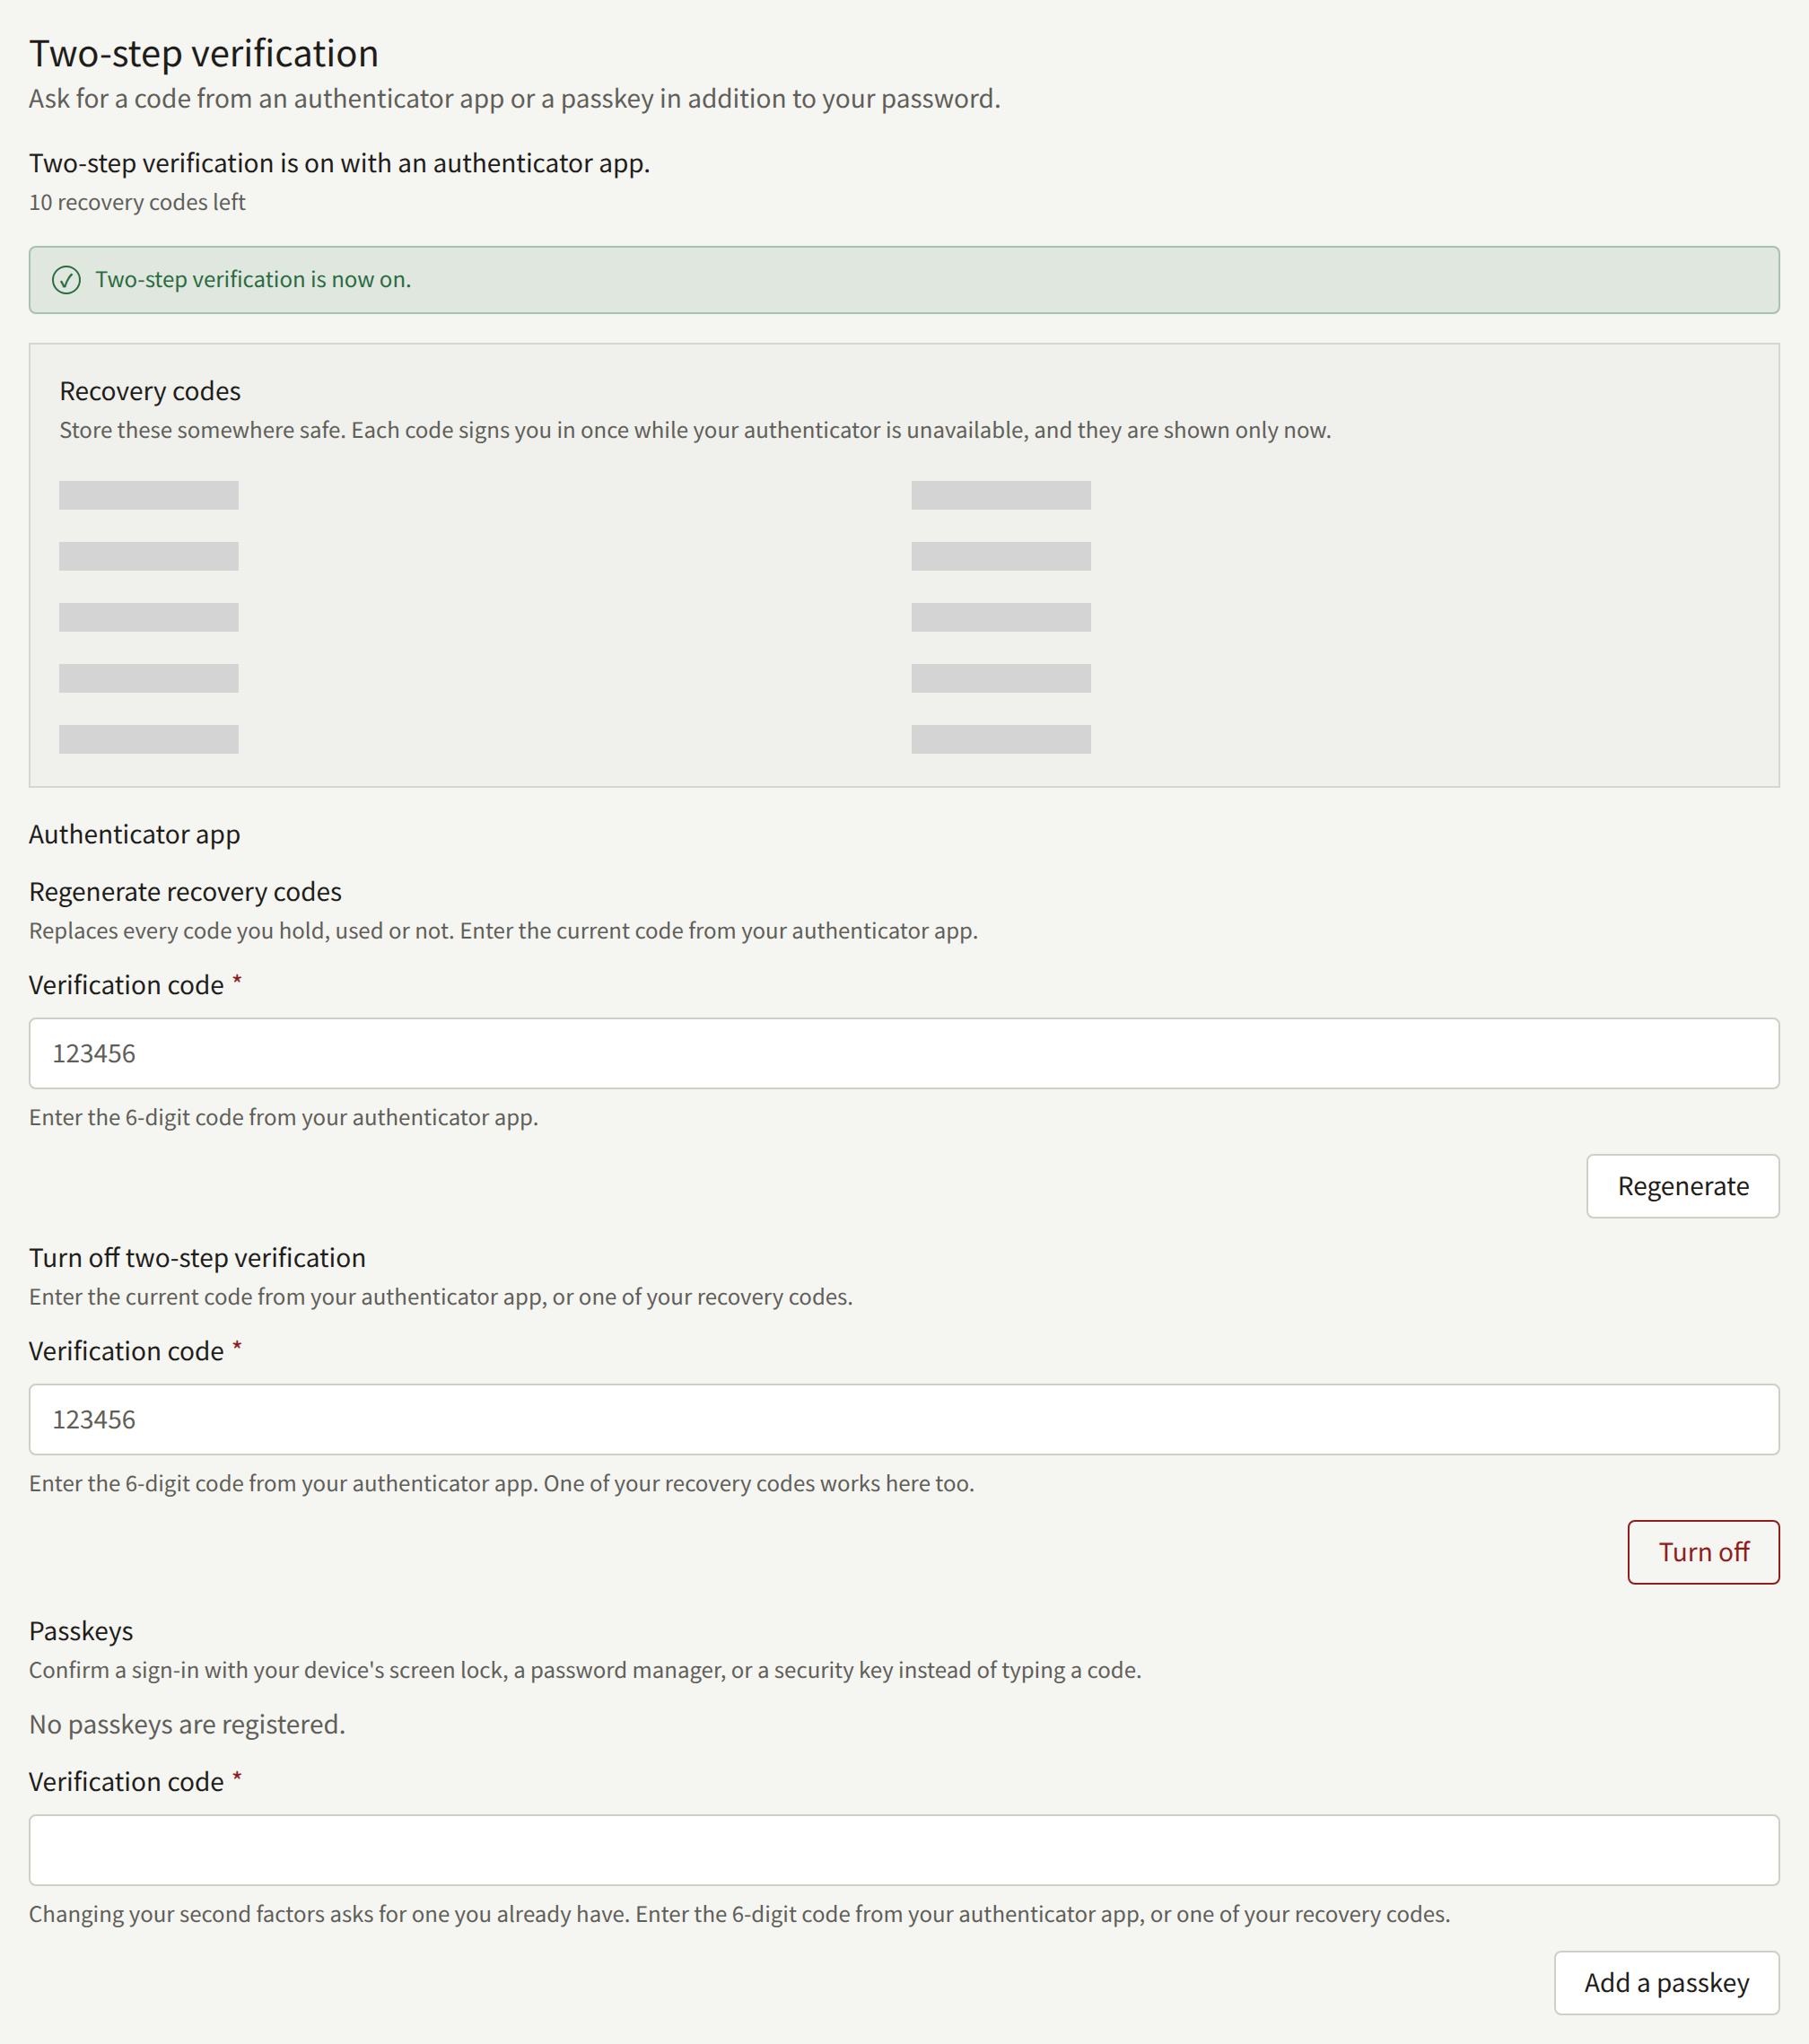 Two-step verification
Ask for a code from an authenticator app or a passkey in addition to your password.
Two-step verification is on with an authenticator app.
10 recovery codes left
Two-step verification is now on.
Recovery codes
Store these somewhere safe. Each code signs you in once while your authenticator is unavailable, and they are shown only now.
Authenticator app
Regenerate recovery codes
Replaces every code you hold, used or not. Enter the current code from your authenticator app.
Verification code *
123456
Enter the 6-digit code from your authenticator app.
Regenerate
Turn off two-step verification
Enter the current code from your authenticator app, or one of your recovery codes.
Verification code *
123456
Enter the 6-digit code from your authenticator app. One of your recovery codes works here too.
Turn off
Passkeys
Confirm a sign-in with your device's screen lock, a password manager, or a security key instead of typing a code.
No passkeys are registered.
Verification code *
Changing your second factors asks for one you already have. Enter the 6-digit code from your authenticator app, or one of your recovery codes.
Add a passkey